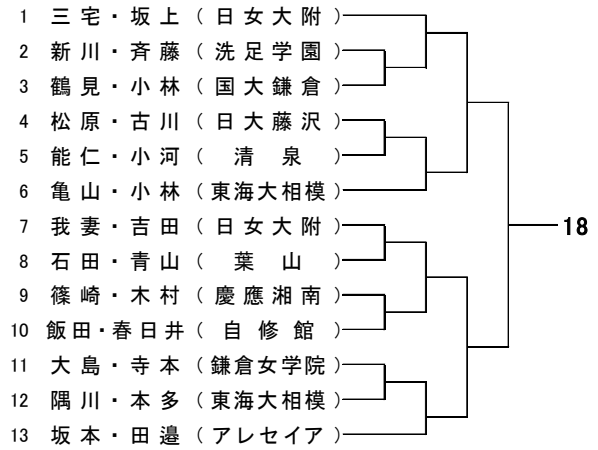 1 三宅・坂上 (日女大附)
2 新川・斉藤 (洗足学園)
3 鶴見・小林 (国大鎌倉)
4 松原・古川 (日大藤沢)
5 能仁・小河 (清泉)
6 亀山・小林 (東海大相模)
7 我妻・吉田 (日女大附)
8 石田・青山 (葉山)
9 篠崎・木村 (慶應湘南)
10 飯田・春日井 (自修館)
11 大島・寺本 (鎌倉女学院)
12 隅川・本多 (東海大相模)
13 坂本・田邉 (アレセイア)
18